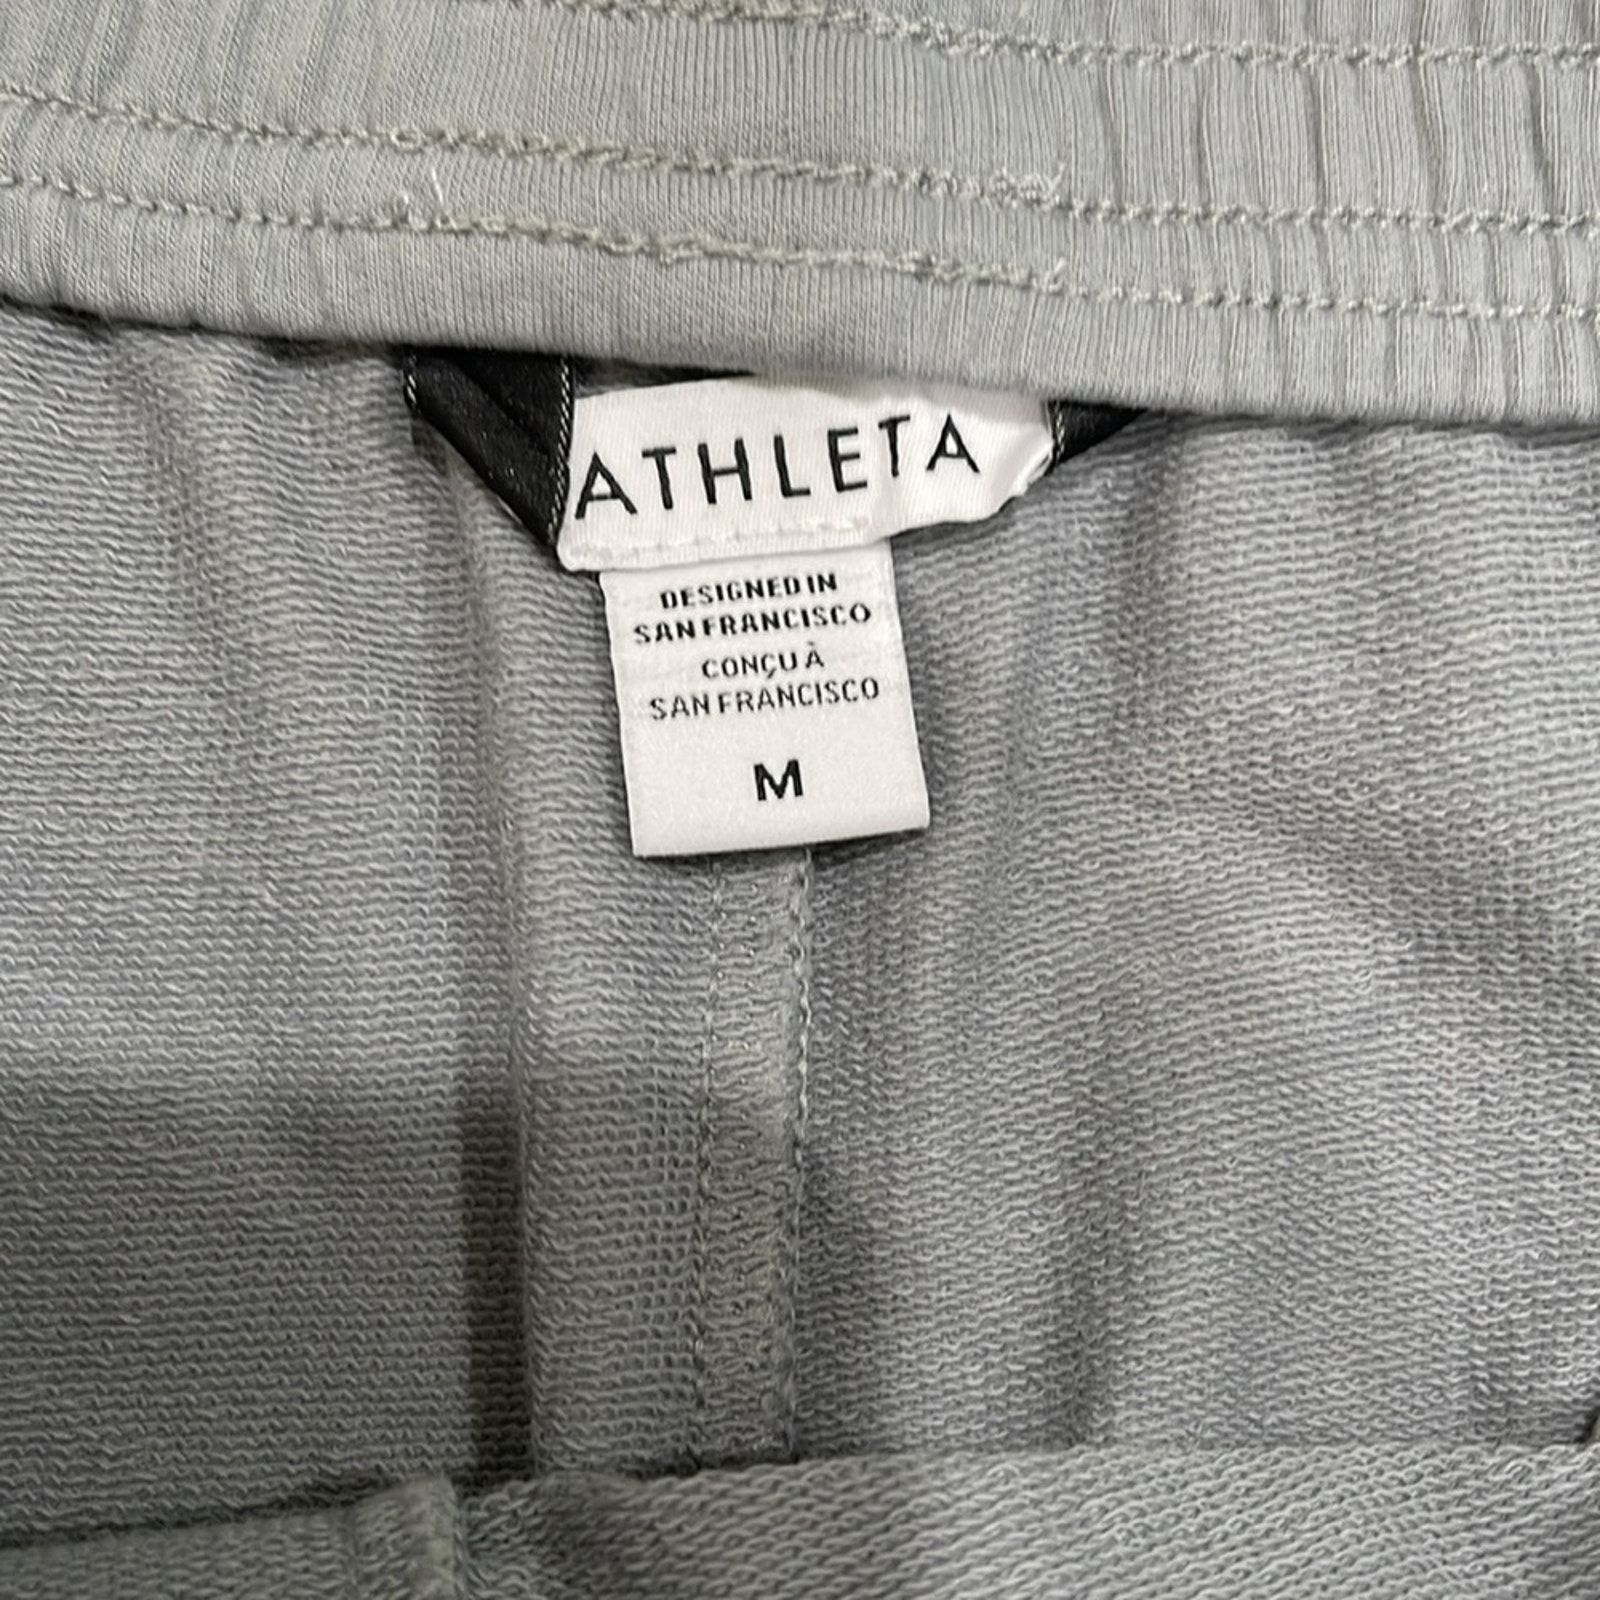 ATHLETA
DESIGNED IN
SAN FRANCISCO
CONÇU À
SAN FRANCISCO
M